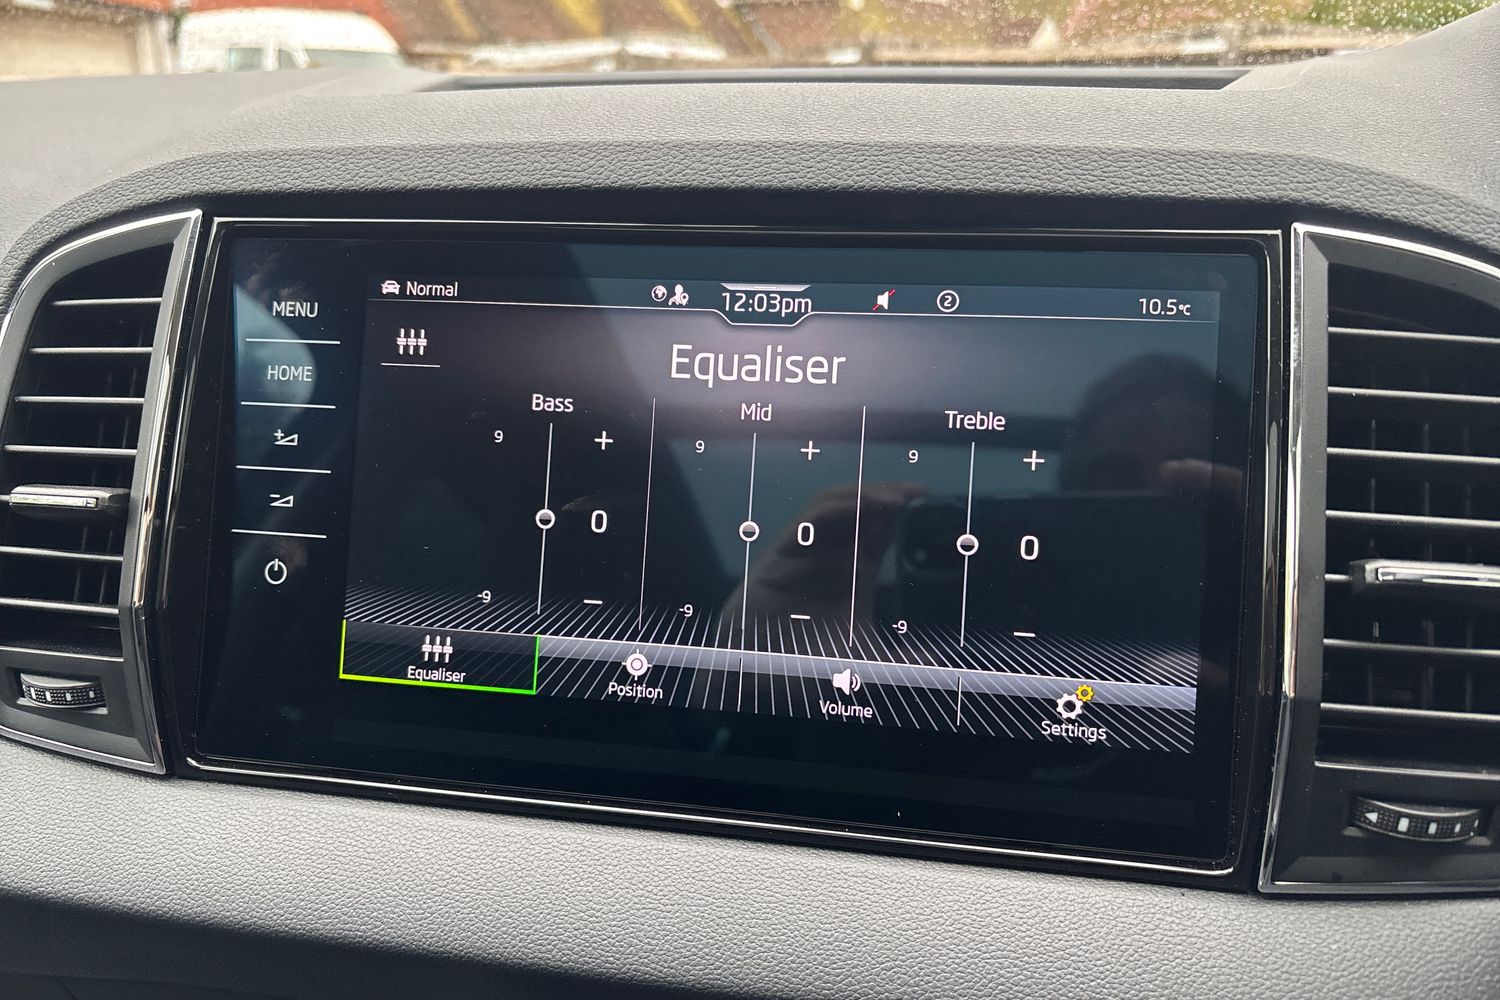 MENU
HOME
Normal
12:03pm
2
10.5°C
Equaliser
Bass
9
+
0
-9
−
Mid
9
+
0
-9
−
Treble
9
+
0
-9
−
Equaliser
Position
Volume
Settings